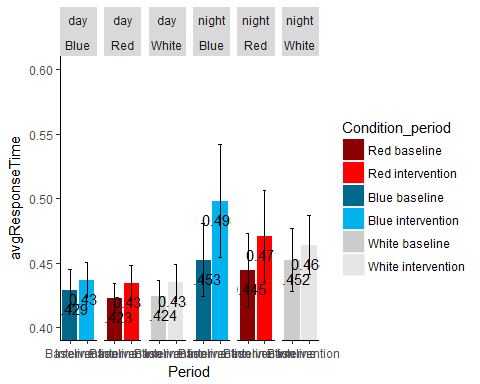 day day day night night night
Blue Red White Blue Red White
0.60
0.55
0.50
0.45
0.40
avgResponseTime
0.49
0.47
0.46
453
452
445
0.43 0.43 0.43
429
424
423
Period
Condition_period
Red baseline
Red intervention
Blue baseline
Blue intervention
White baseline
White intervention